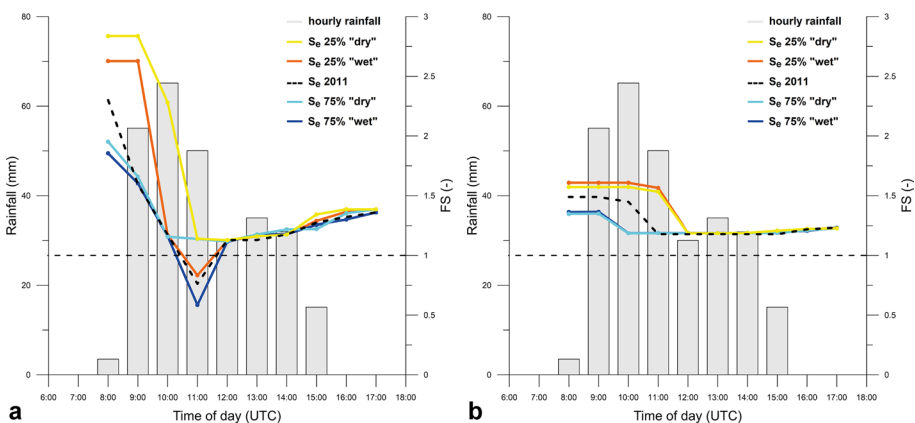 80
60
40
20
0
Rainfall (mm)
3
2.5
2
1.5
1
0.5
0
FS (-)
hourly rainfall
Se 25% "dry"
Se 25% "wet"
Se 2011
Se 75% "dry"
Se 75% "wet"
6:00 7:00 8:00 9:00 10:00 11:00 12:00 13:00 14:00 15:00 16:00 17:00 18:00
Time of day (UTC)
a
80
60
40
20
0
Rainfall (mm)
3
2.5
2
1.5
1
0.5
0
FS (-)
hourly rainfall
Se 25% "dry"
Se 25% "wet"
Se 2011
Se 75% "dry"
Se 75% "wet"
6:00 7:00 8:00 9:00 10:00 11:00 12:00 13:00 14:00 15:00 16:00 17:00 18:00
Time of day (UTC)
b